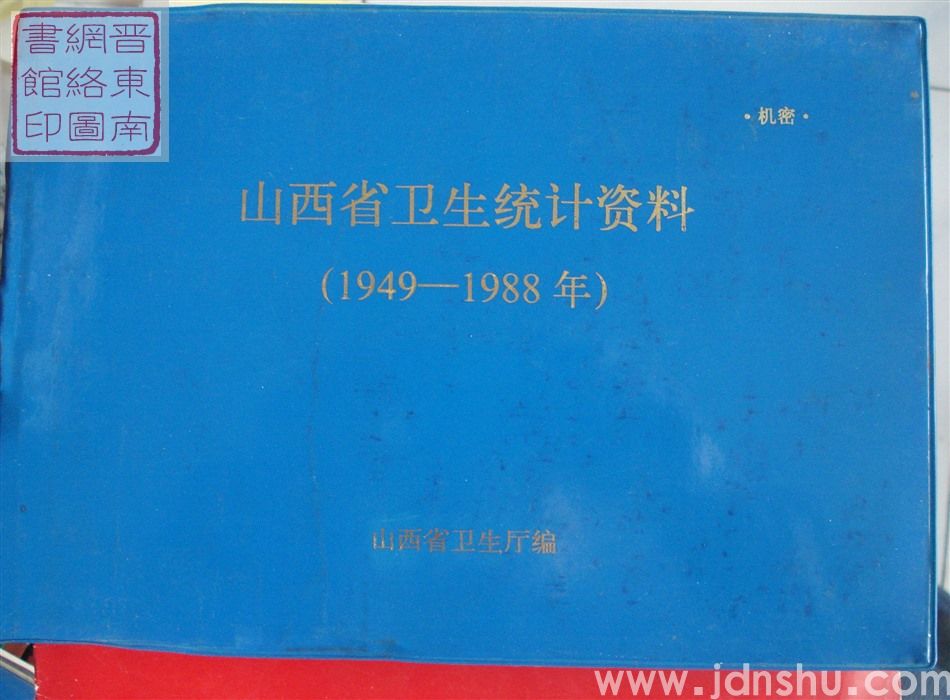 晋東南
網絡圖
書館印
·机密·
山西省卫生统计资料
(1949—1988年)
山西省卫生厅编
www.jdnshu.com